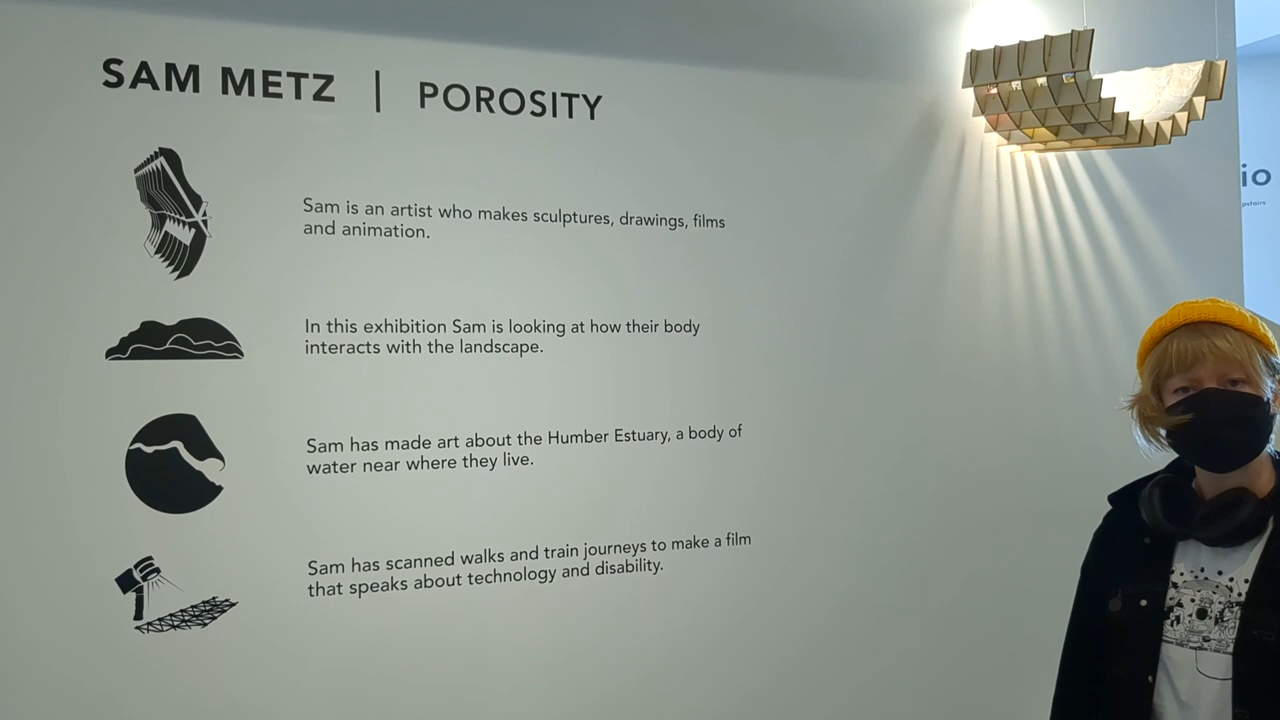 SAM METZ | POROSITY
Sam is an artist who makes sculptures, drawings, films
and animation.
In this exhibition Sam is looking at how their body
interacts with the landscape.
Sam has made art about the Humber Estuary, a body of
water near where they live.
Sam has scanned walks and train journeys to make a film
that speaks about technology and disability.
io
pstairs